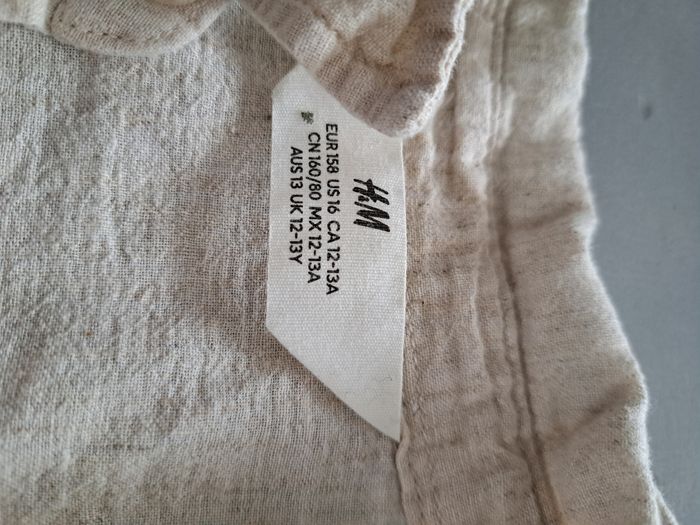 H&M
EUR 158 US 16 CA 12-13A
CN 160/80 MX 12-13A
AUS 13 UK 12-13Y